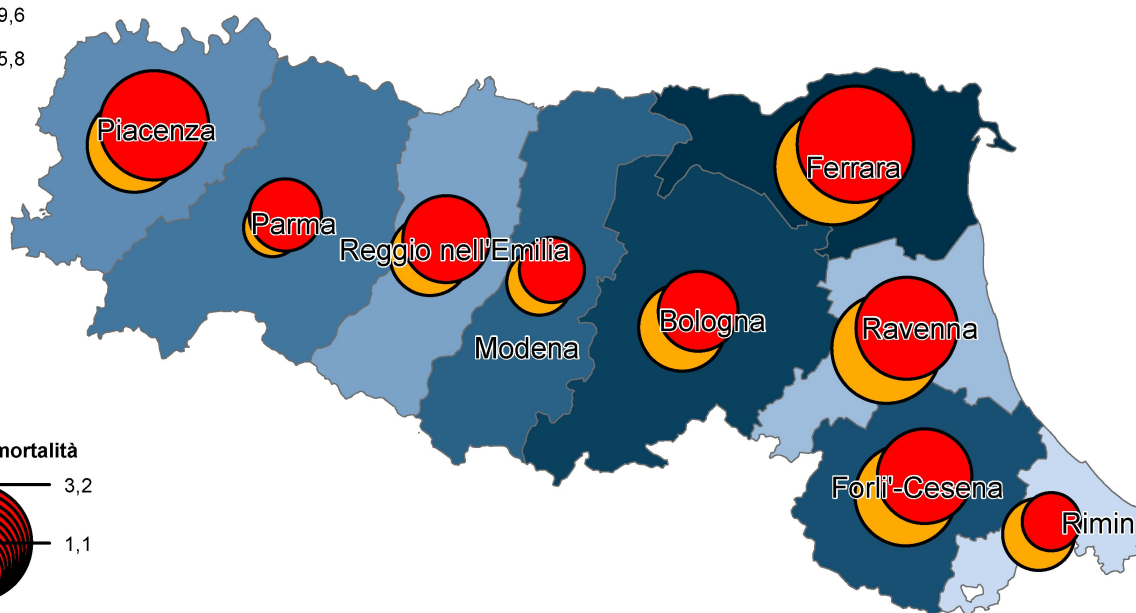 9,6
5,8
Piacenza
Ferrara
Parma
Reggio nell'Emilia
Bologna
Ravenna
Modena
mortalità
3,2
Forli'-Cesena
1,1
Rimin